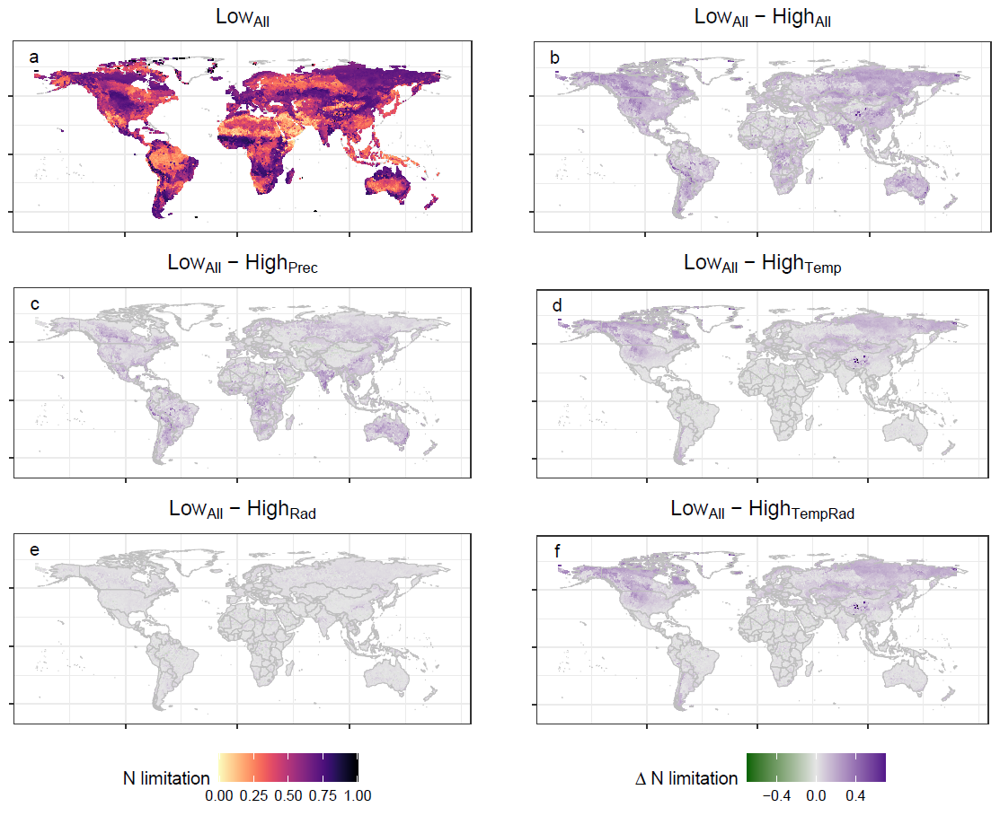 Low_All
Low_All − High_All
a
b
Low_All − High_Prec
Low_All − High_Temp
c
d
Low_All − High_Rad
Low_All − High_TempRad
e
f
N limitation
0.00 0.25 0.50 0.75 1.00
Δ N limitation
−0.4 0.0 0.4